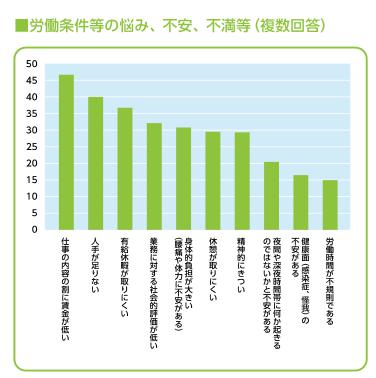 ■労働条件等の悩み、不安、不満等（複数回答）
50
45
40
35
30
25
20
15
10
5
0
仕事の内容の割に賃金が低い
人手が足りない
有給休暇が取りにくい
業務に対する社会的評価が低い
身体的負担が大きい
（腰痛や体力に不安がある）
休憩が取りにくい
精神的にきつい
夜間や深夜時間帯に何か起きる
のではないかと不安がある
健康面（感染症、怪我）の
不安がある
労働時間が不規則である